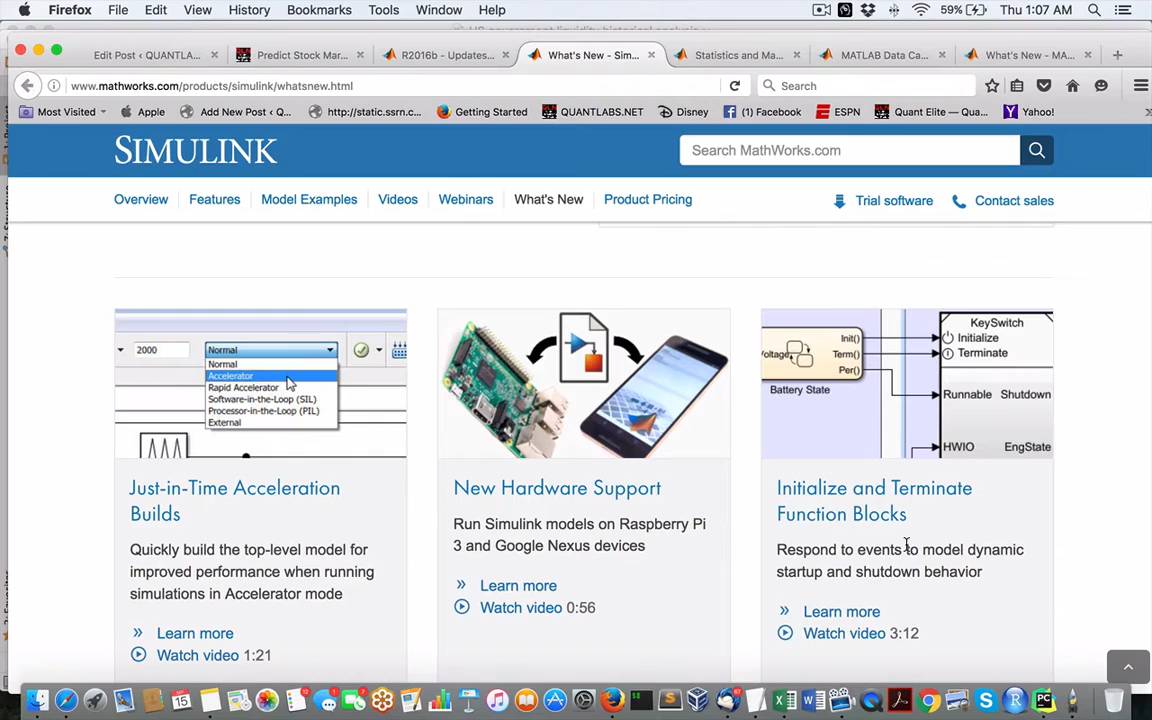 Firefox File Edit View History Bookmarks Tools Window Help 59% Thu 1:07 AM
US government liquidity historical analysis
Edit Post ‹ QUANTLA... Predict Stock Mar... R2016b - Updates... What's New - Sim... Statistics and Ma... MATLAB Data Ca... What's New - MA...
www.mathworks.com/products/simulink/whatsnew.html Search
Most Visited Apple Add New Post ‹ Q... http://static.ssrn.c... Getting Started QUANTLABS.NET Disney (1) Facebook ESPN Quant Elite — Qua... Yahoo!
SIMULINK Search MathWorks.com
Overview Features Model Examples Videos Webinars What's New Product Pricing Trial software Contact sales
2000 Normal
Normal
Accelerator
Rapid Accelerator
Software-in-the-Loop (SIL)
Processor-in-the-Loop (PIL)
External
Init()
Term()
Per()
Battery State
KeySwitch
Initialize
Terminate
Runnable Shutdown
HWIO EngState
Just-in-Time Acceleration
Builds
Quickly build the top-level model for
improved performance when running
simulations in Accelerator mode
» Learn more
Watch video 1:21
New Hardware Support
Run Simulink models on Raspberry Pi
3 and Google Nexus devices
» Learn more
Watch video 0:56
Initialize and Terminate
Function Blocks
Respond to events to model dynamic
startup and shutdown behavior
» Learn more
Watch video 3:12